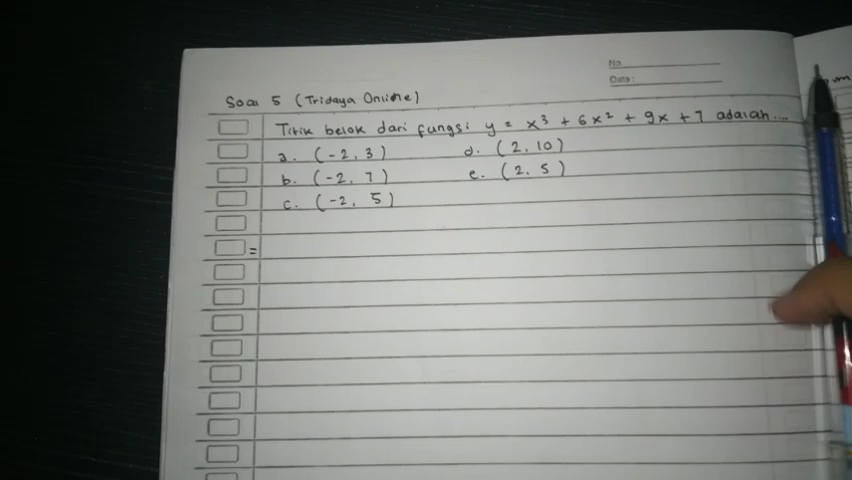 No.
Date:
Soal 5 (Tridaya Online)
Titik belok dari fungsi y = x³ + 6x² + 9x + 7 adalah....
a. (-2, 3) d. (2, 10)
b. (-2, 7) e. (2, 5)
c. (-2, 5)
=